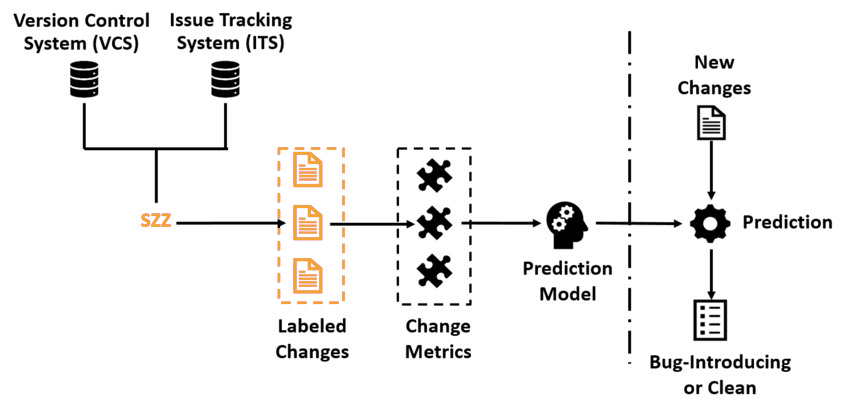 Version Control
System (VCS)
Issue Tracking
System (ITS)
New
Changes
SZZ
Prediction
Prediction
Model
Labeled
Changes
Change
Metrics
Bug-Introducing
or Clean